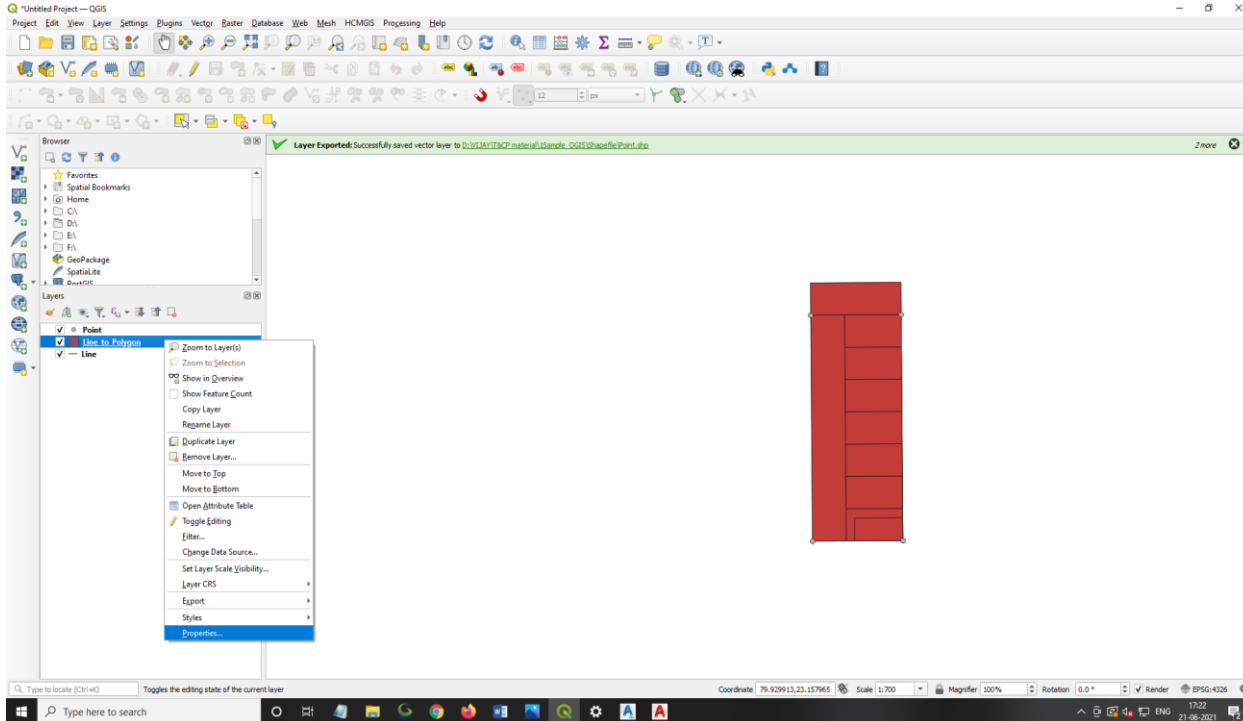 *Untitled Project — QGIS
Project Edit View Layer Settings Plugins Vector Raster Database Web Mesh HCMGIS Processing Help
12 px
Browser
Layer Exported: Successfully saved vector layer to D:\VIJAY\T&CP material\1Sample_QGIS\Shapefile\Point.shp
2 more
Favorites
Spatial Bookmarks
Home
C:\
D:\
E:\
F:\
GeoPackage
SpatiaLite
PostGIS
Layers
Point
Line_to_Polygon
Line
Zoom to Layer(s)
Zoom to Selection
Show in Overview
Show Feature Count
Copy Layer
Rename Layer
Duplicate Layer
Remove Layer...
Move to Top
Move to Bottom
Open Attribute Table
Toggle Editing
Filter...
Change Data Source...
Set Layer Scale Visibility...
Layer CRS
Export
Styles
Properties...
Type to locate (Ctrl+K) Toggles the editing state of the current layer Coordinate 79.929913,23.157965 Scale 1:700 Magnifier 100% Rotation 0.0 ° Render EPSG:4326
Type here to search
ENG
17:22
21-06-2021